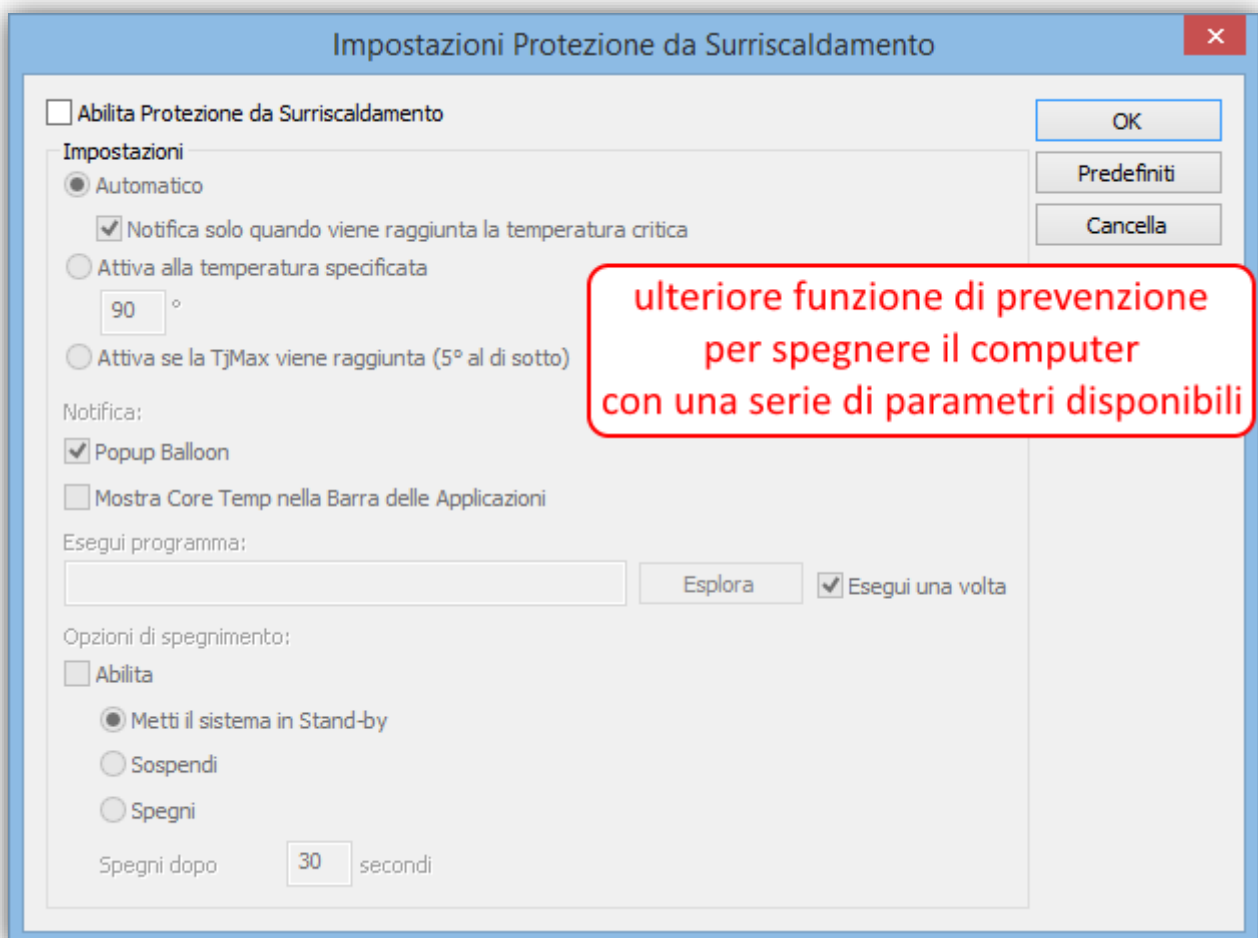 Impostazioni Protezione da Surriscaldamento
Abilita Protezione da Surriscaldamento
OK
Impostazioni
Predefiniti
Automatico
Cancella
Notifica solo quando viene raggiunta la temperatura critica
Attiva alla temperatura specificata
90 °
Attiva se la TjMax viene raggiunta (5° al di sotto)
ulteriore funzione di prevenzione
per spegnere il computer
con una serie di parametri disponibili
Notifica:
Popup Balloon
Mostra Core Temp nella Barra delle Applicazioni
Esegui programma:
Esplora
Esegui una volta
Opzioni di spegnimento:
Abilita
Metti il sistema in Stand-by
Sospendi
Spegni
Spegni dopo 30 secondi